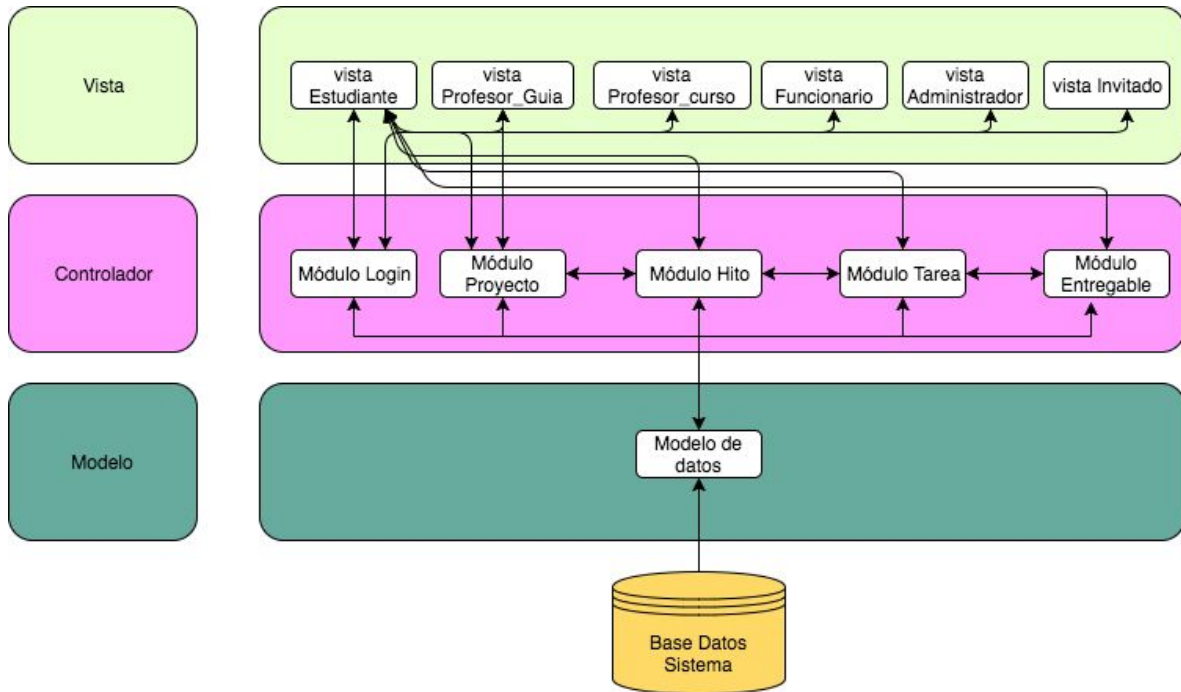 Vista
vista
Estudiante
vista
Profesor_Guia
vista
Profesor_curso
vista
Funcionario
vista
Administrador
vista Invitado
Controlador
Módulo Login
Módulo
Proyecto
Módulo Hito
Módulo Tarea
Módulo
Entregable
Modelo
Modelo de
datos
Base Datos
Sistema